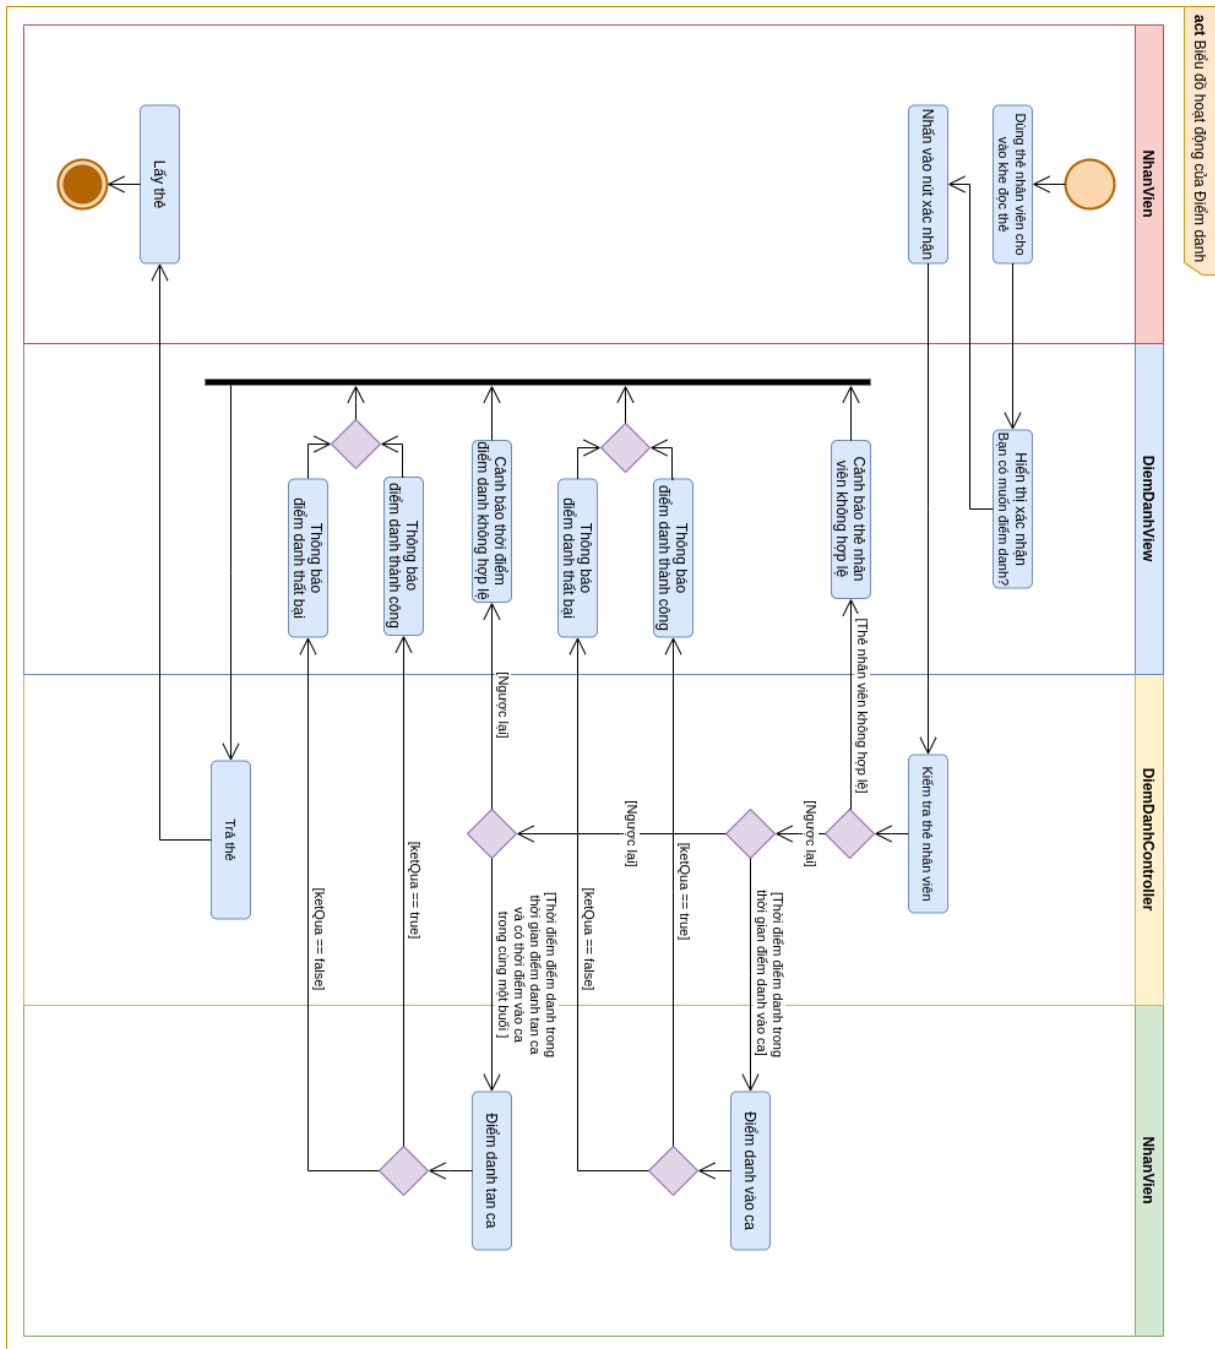 act Biểu đồ hoạt động của Điểm danh
NhanVien
DiemDanhView
DiemDanhController
NhanVien
Dùng thẻ nhân viên cho
vào khe đọc thẻ
Hiển thị xác nhận
Bạn có muốn điểm danh?
Nhấn vào nút xác nhận
Kiểm tra thẻ nhân viên
[Thẻ nhân viên không hợp lệ]
Cảnh báo thẻ nhân
viên không hợp lệ
[Ngược lại]
[Thời điểm điểm danh trong
thời gian điểm danh vào ca]
Điểm danh vào ca
[ketQua == true]
Thông báo
điểm danh thành công
[ketQua == false]
Thông báo
điểm danh thất bại
[Ngược lại]
[Thời điểm điểm danh trong
thời gian điểm danh tan ca
và có thời điểm vào ca
trong cùng một buổi ]
Điểm danh tan ca
[Ngược lại]
Cảnh báo thời điểm
điểm danh không hợp lệ
[ketQua == true]
Thông báo
điểm danh thành công
[ketQua == false]
Thông báo
điểm danh thất bại
Trả thẻ
Lấy thẻ